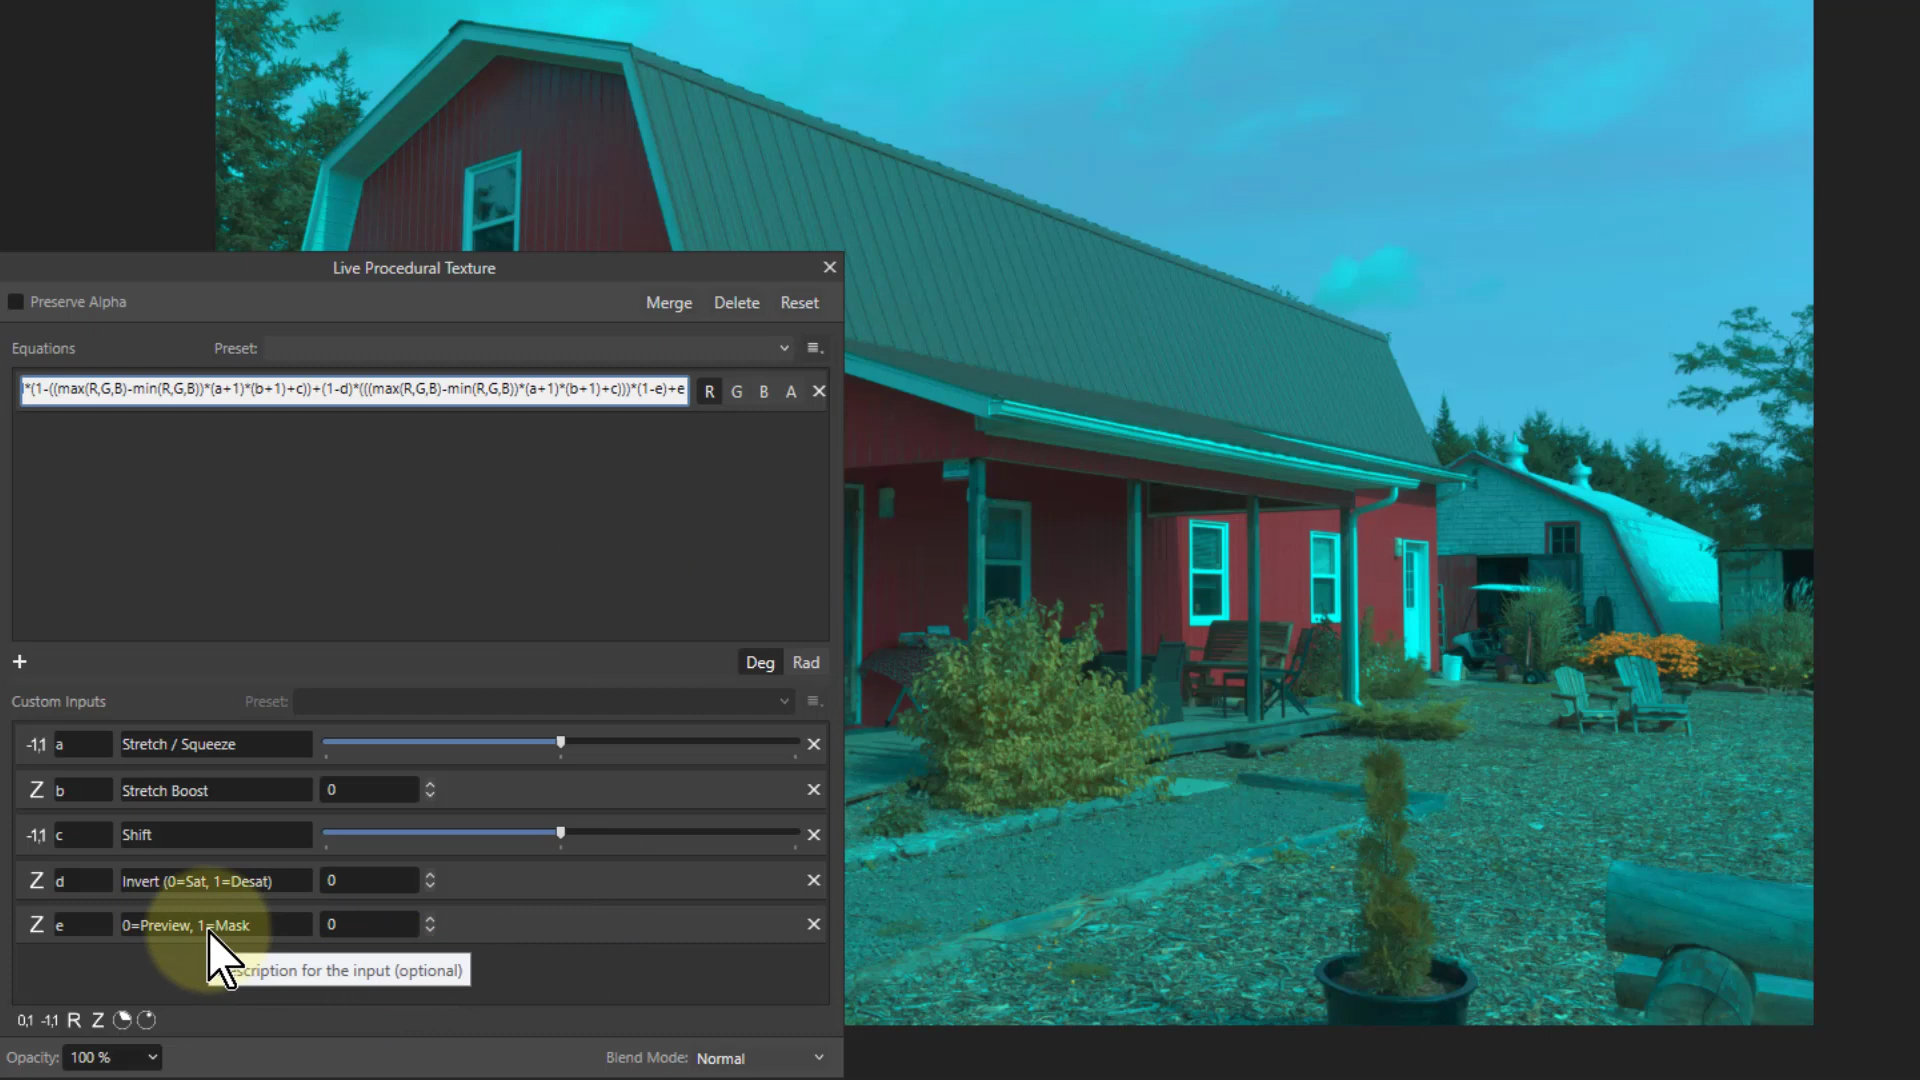 Live Procedural Texture
Preserve Alpha Merge Delete Reset
Equations Preset:
*(1-((max(R,G,B)-min(R,G,B))*(a+1)*(b+1)+c))+(1-d)*(((max(R,G,B)-min(R,G,B))*(a+1)*(b+1)+c)))*(1-e)+e R G B A
Deg Rad
Custom Inputs Preset:
-1,1 a Stretch / Squeeze
Z b Stretch Boost 0
-1,1 c Shift
Z d Invert (0=Sat, 1=Desat) 0
Z e 0=Preview, 1=Mask 0
scription for the input (optional)
0,1 -1,1 R Z
Opacity: 100 % Blend Mode: Normal